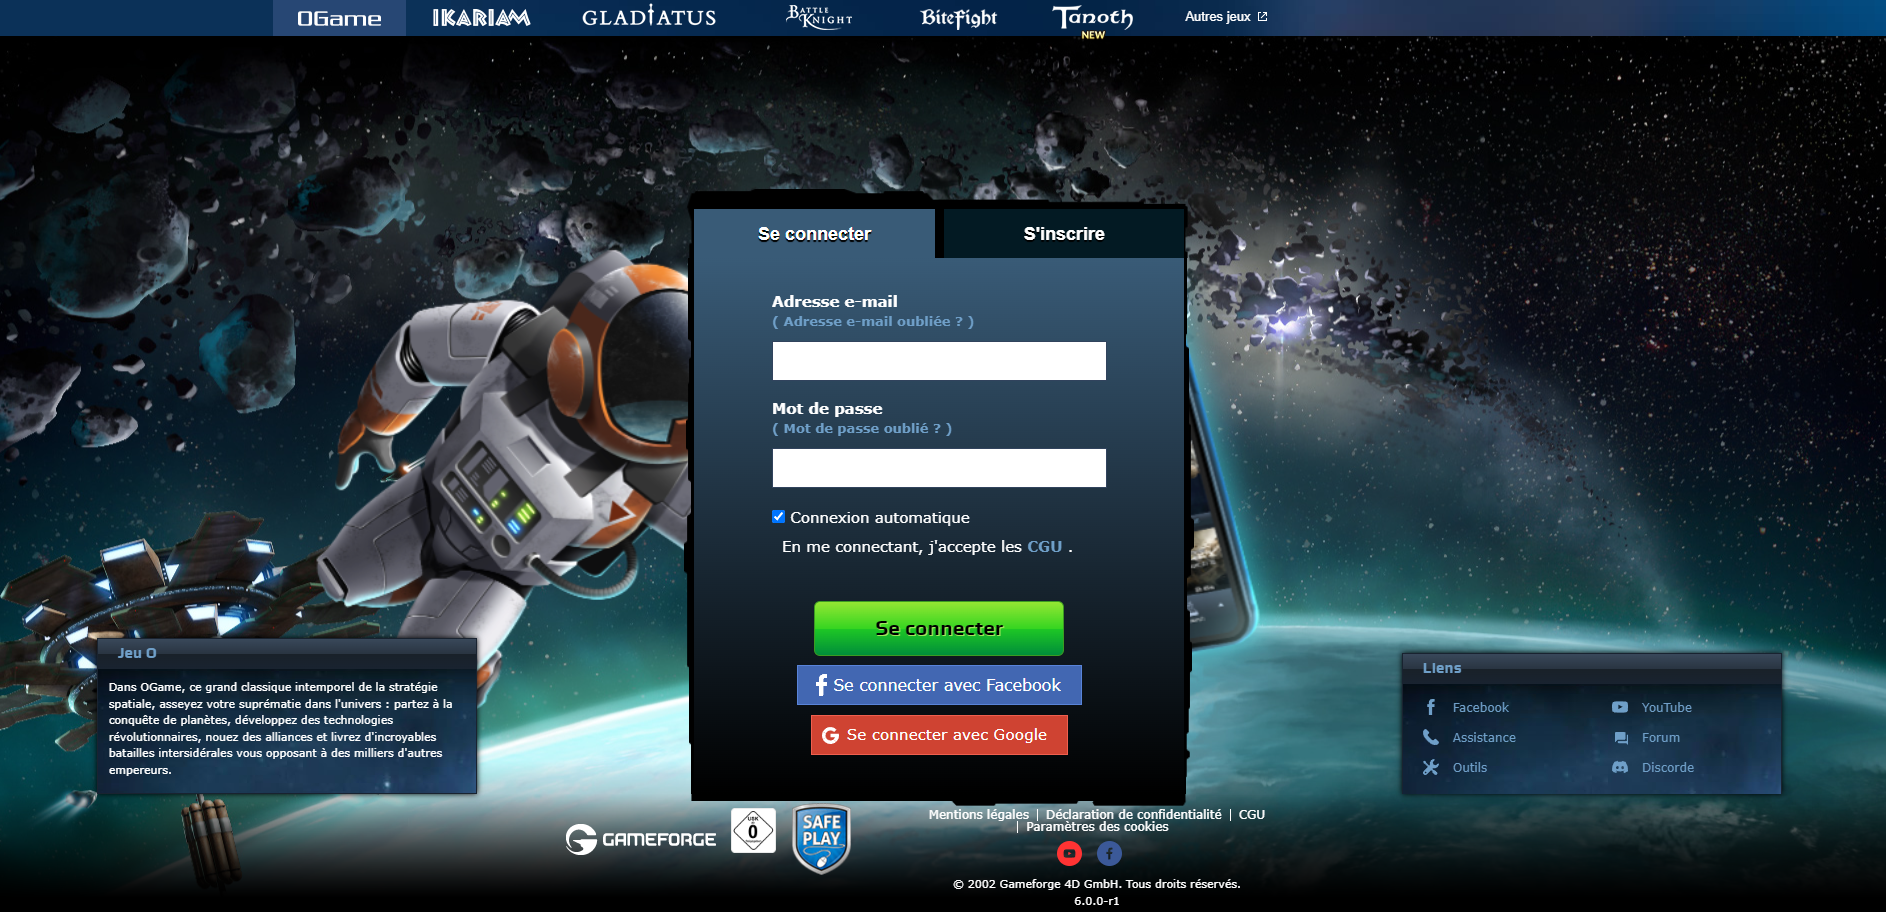 OGame
IKARIAM
GLADIATUS
BATTLE
KNIGHT
BiteFight
Tanoth
NEW
Autres jeux
Se connecter
S'inscrire
Adresse e-mail
( Adresse e-mail oubliée ? )
Mot de passe
( Mot de passe oublié ? )
Connexion automatique
En me connectant, j'accepte les CGU .
Se connecter
Se connecter avec Facebook
Se connecter avec Google
Jeu O
Dans OGame, ce grand classique intemporel de la stratégie
spatiale, asseyez votre suprématie dans l'univers : partez à la
conquête de planètes, développez des technologies
révolutionnaires, nouez des alliances et livrez d'incroyables
batailles intersidérales vous opposant à des milliers d'autres
empereurs.
Liens
Facebook
YouTube
Assistance
Forum
Outils
Discorde
GAMEFORGE
USK
0
SAFE
PLAY
Mentions légales | Déclaration de confidentialité | CGU
| Paramètres des cookies
© 2002 Gameforge 4D GmbH. Tous droits réservés.
6.0.0-r1